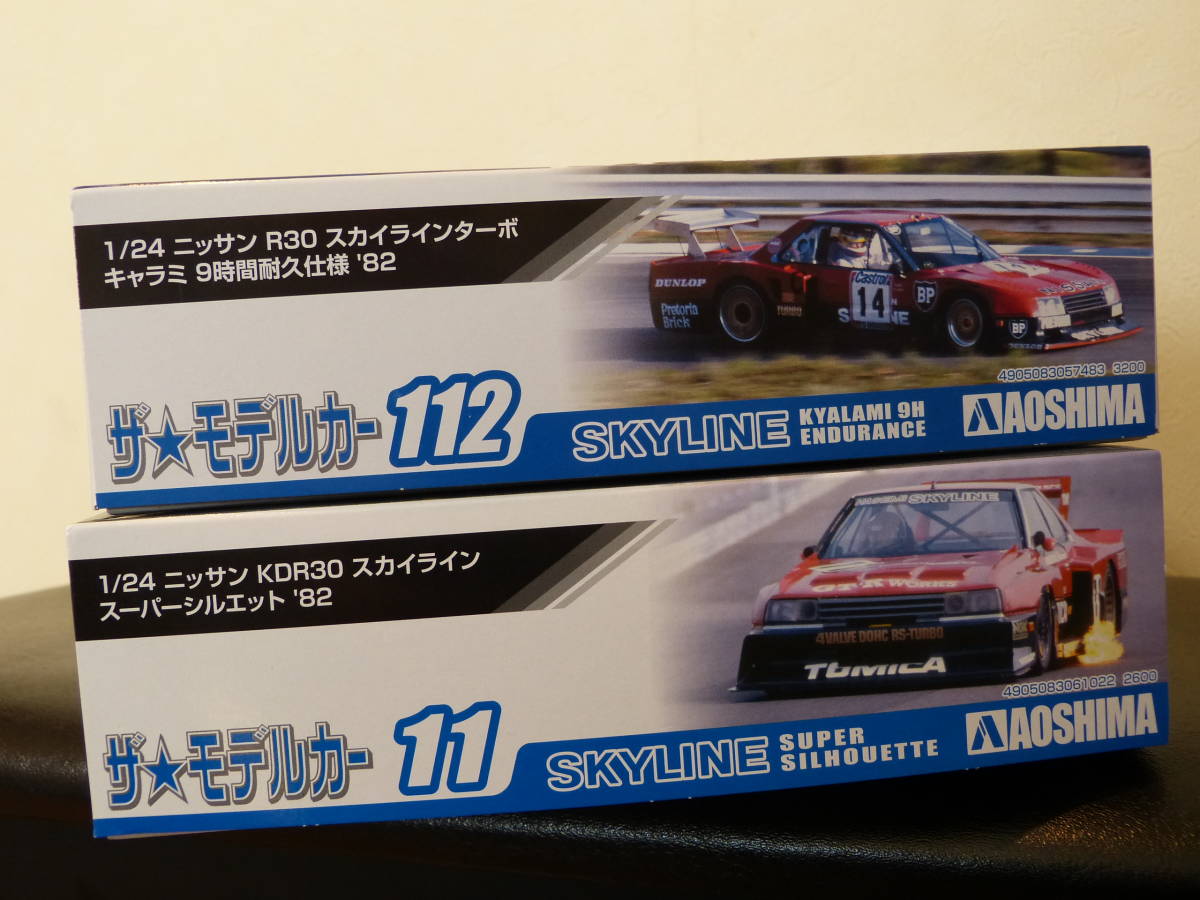 1/24 ニッサン R30 スカイラインターボ
キャラミ 9時間耐久仕様 '82
DUNLOP
Pretoria
Brick
TURBO
Castrol
14
SKYLINE
BP
BP
DUNLOP
4905083057483 3200
ザ★モデルカー 112
SKYLINE
KYALAMI 9H
ENDURANCE
AOSHIMA
1/24 ニッサン KDR30 スカイライン
スーパーシルエット '82
HASEMI SKYLINE
4VALVE DOHC RS-TURBO
TOMICA
4905083061022 2600
ザ★モデルカー 11
SKYLINE
SUPER
SILHOUETTE
AOSHIMA